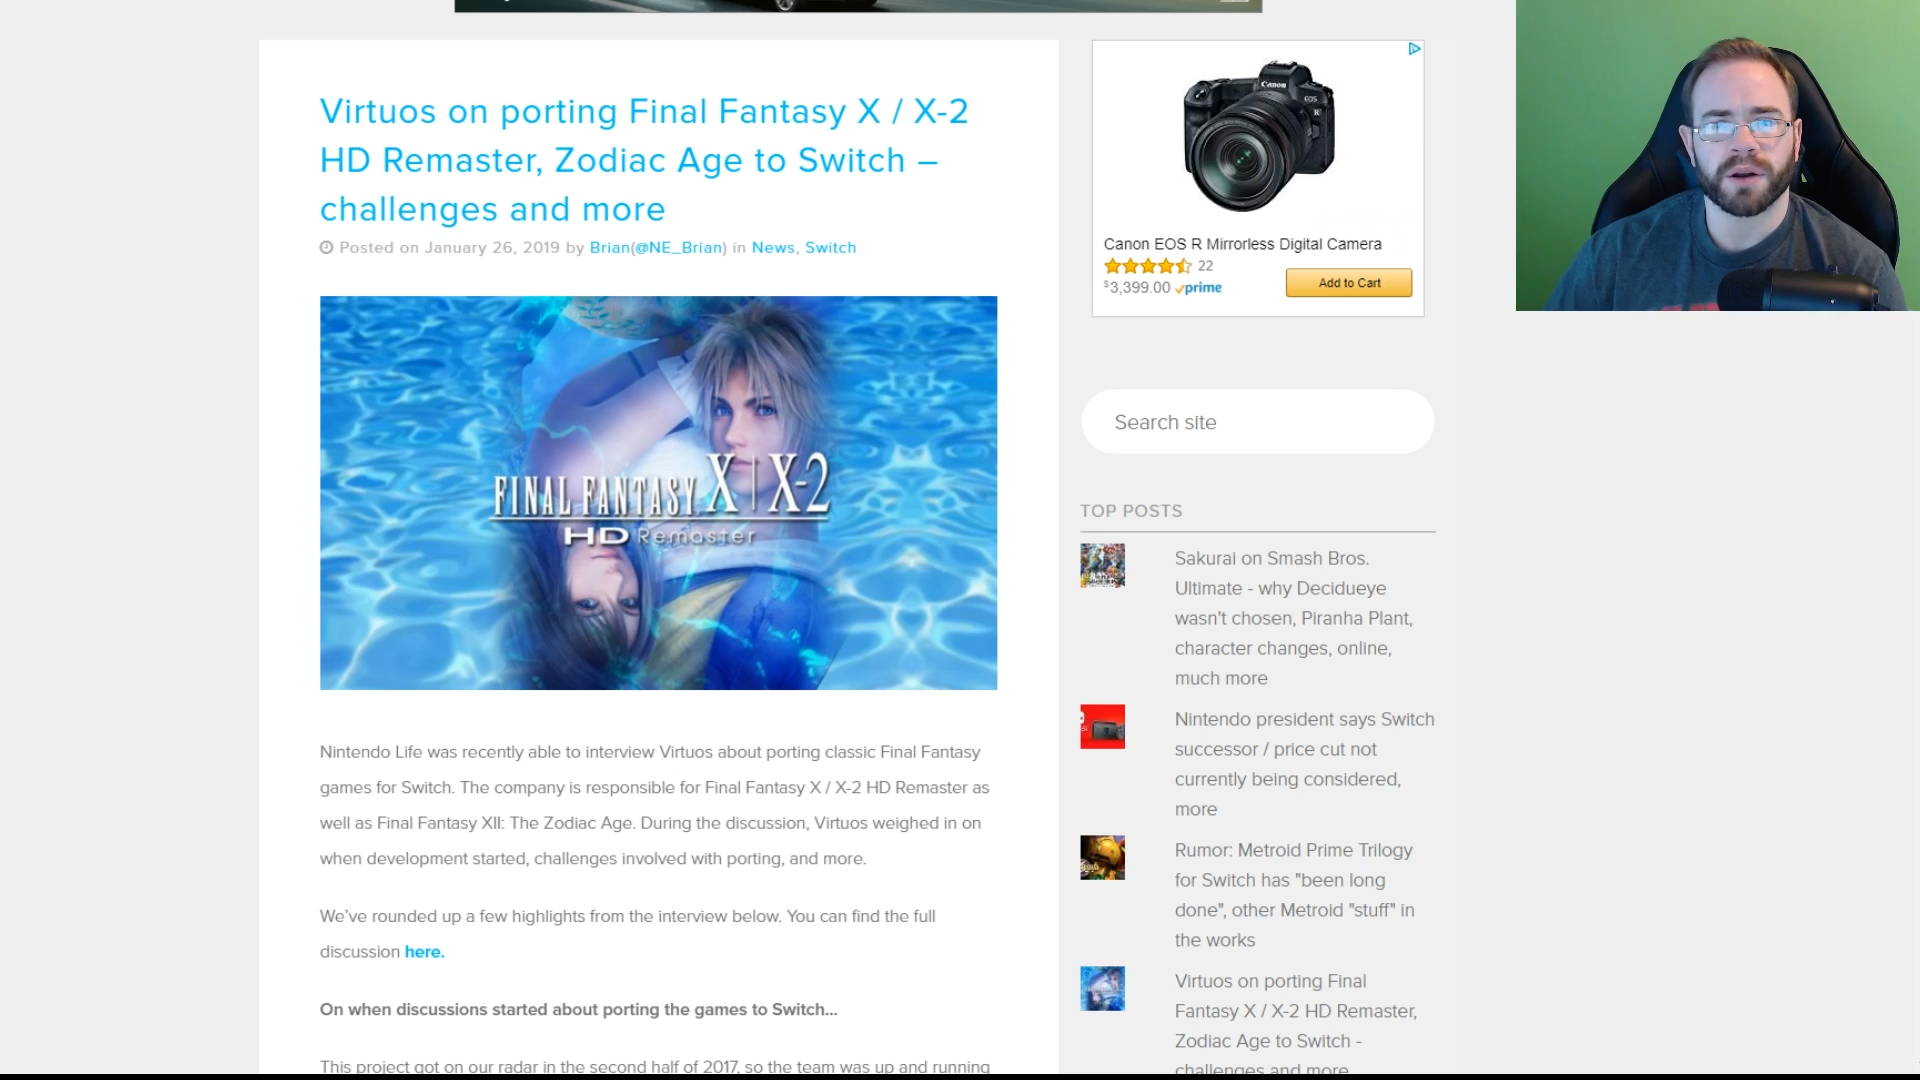 Virtuos on porting Final Fantasy X / X-2
HD Remaster, Zodiac Age to Switch –
challenges and more
Posted on January 26, 2019 by Brian(@NE_Brian) in News, Switch
FINAL FANTASY X | X-2
HD Remaster
Nintendo Life was recently able to interview Virtuos about porting classic Final Fantasy
games for Switch. The company is responsible for Final Fantasy X / X-2 HD Remaster as
well as Final Fantasy XII: The Zodiac Age. During the discussion, Virtuos weighed in on
when development started, challenges involved with porting, and more.
We've rounded up a few highlights from the interview below. You can find the full
discussion here.
On when discussions started about porting the games to Switch…
This project got on our radar in the second half of 2017, so the team was up and running
Canon
EOS
R
Canon EOS R Mirrorless Digital Camera
22
$3,399.00 prime
Add to Cart
Search site
TOP POSTS
Sakurai on Smash Bros.
Ultimate - why Decidueye
wasn't chosen, Piranha Plant,
character changes, online,
much more
Nintendo president says Switch
successor / price cut not
currently being considered,
more
Rumor: Metroid Prime Trilogy
for Switch has "been long
done", other Metroid "stuff" in
the works
Virtuos on porting Final
Fantasy X / X-2 HD Remaster,
Zodiac Age to Switch -
challenges and more